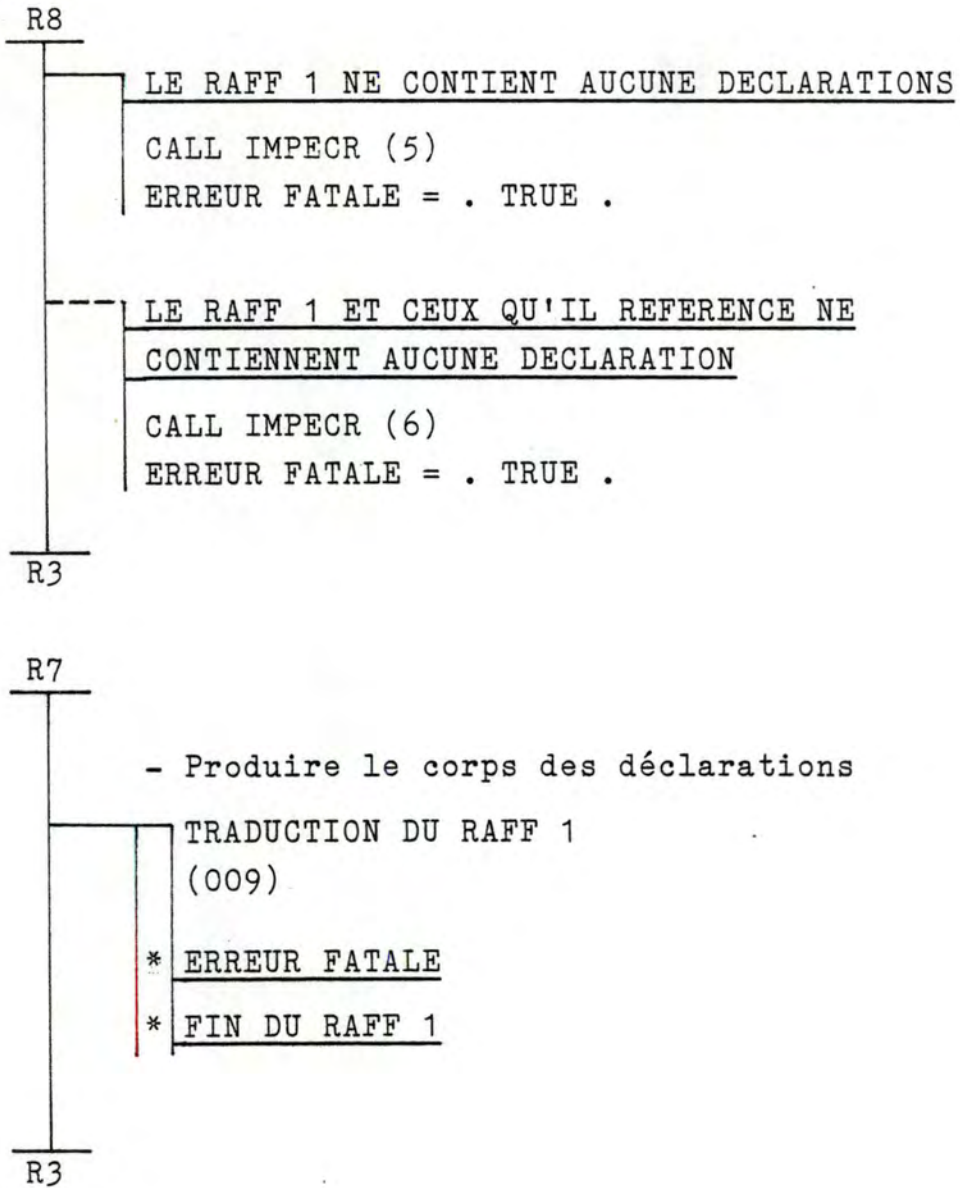 R8
LE RAFF 1 NE CONTIENT AUCUNE DECLARATIONS
CALL IMPECR (5)
ERREUR FATALE = . TRUE .
LE RAFF 1 ET CEUX QU'IL REFERENCE NE
CONTIENNENT AUCUNE DECLARATION
CALL IMPECR (6)
ERREUR FATALE = . TRUE .
R3
R7
- Produire le corps des déclarations
TRADUCTION DU RAFF 1
(009)
* ERREUR FATALE
* FIN DU RAFF 1
R3